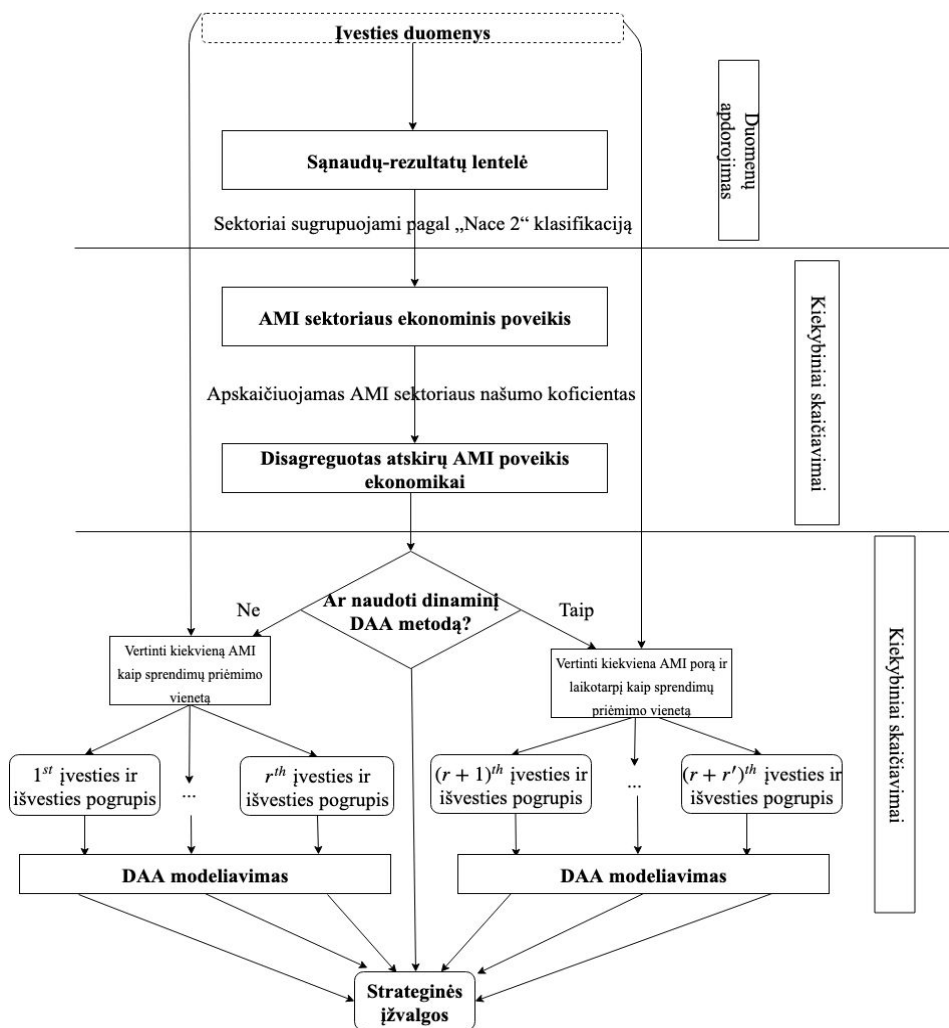 Įvesties duomenys
Duomenų
apdorojimas
Sąnaudų-rezultatų lentelė
Sektoriai sugrupuojami pagal „Nace 2“ klasifikaciją
Kiekybiniai skaičiavimai
AMI sektoriaus ekonominis poveikis
Apskaičiuojamas AMI sektoriaus našumo koficientas
Disagreguotas atskirų AMI poveikis
ekonomikai
Kiekybiniai skaičiavimai
Ar naudoti dinaminį
DAA metodą?
Ne
Taip
Vertinti kiekvieną AMI
kaip sprendimų priėmimo
vienetą
Vertinti kiekviena AMI porą ir
laikotarpį kaip sprendimų
priėmimo vienetą
1st įvesties ir
išvesties pogrupis
...
rth įvesties ir
išvesties pogrupis
(r + 1)th įvesties ir
išvesties pogrupis
...
(r + r′)th įvesties ir
išvesties pogrupis
DAA modeliavimas
DAA modeliavimas
Strateginės
įžvalgos